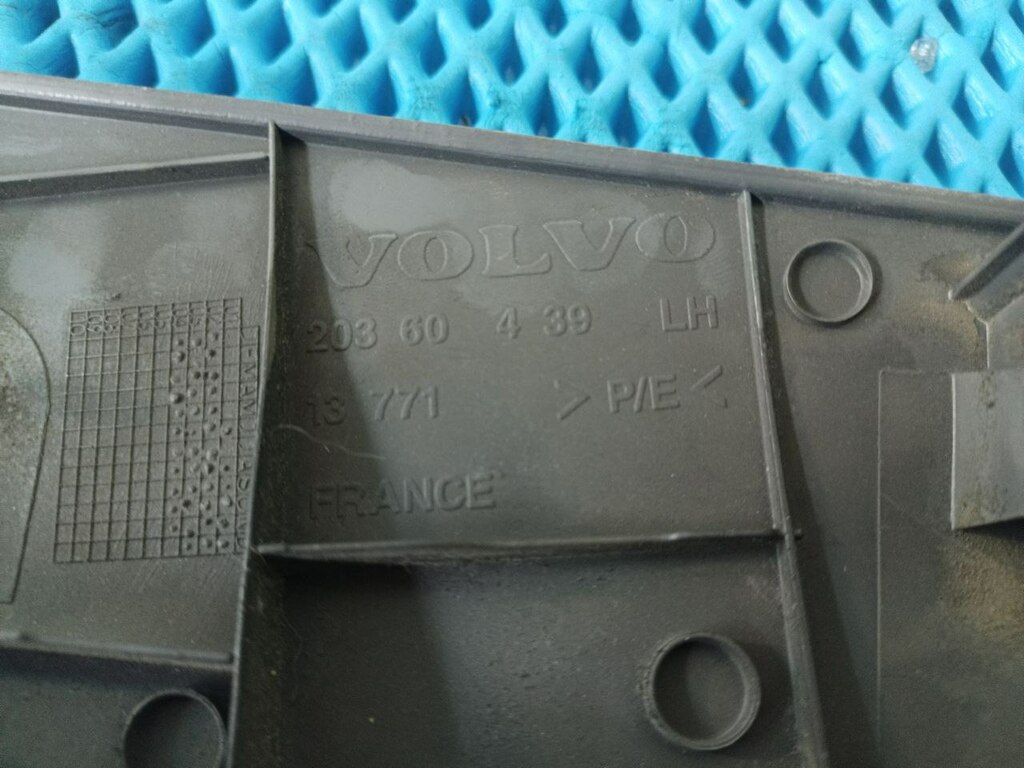 VOLVO
203 60 4 39 LH
13 771 > P/E <
FRANCE